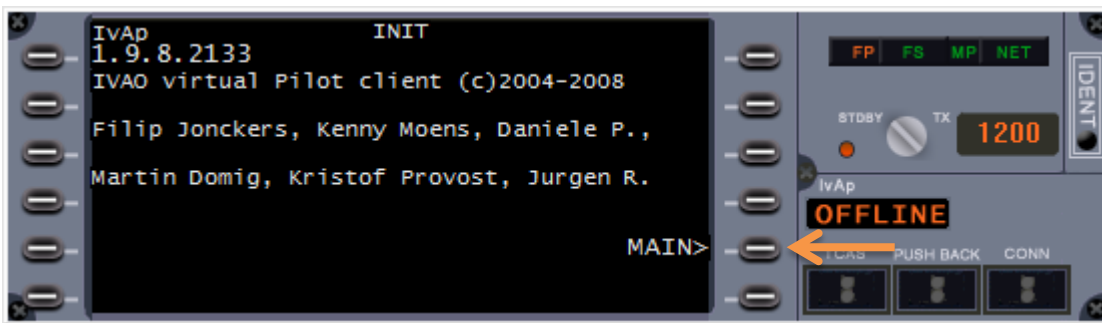 IvAp INIT
1.9.8.2133
IVAO virtual Pilot client (c)2004-2008
Filip Jonckers, Kenny Moens, Daniele P.,
Martin Domig, Kristof Provost, Jurgen R.
MAIN>
FP FS MP NET
IDENT
STDBY TX 1200
IvAp
OFFLINE
TCAS PUSH BACK CONN